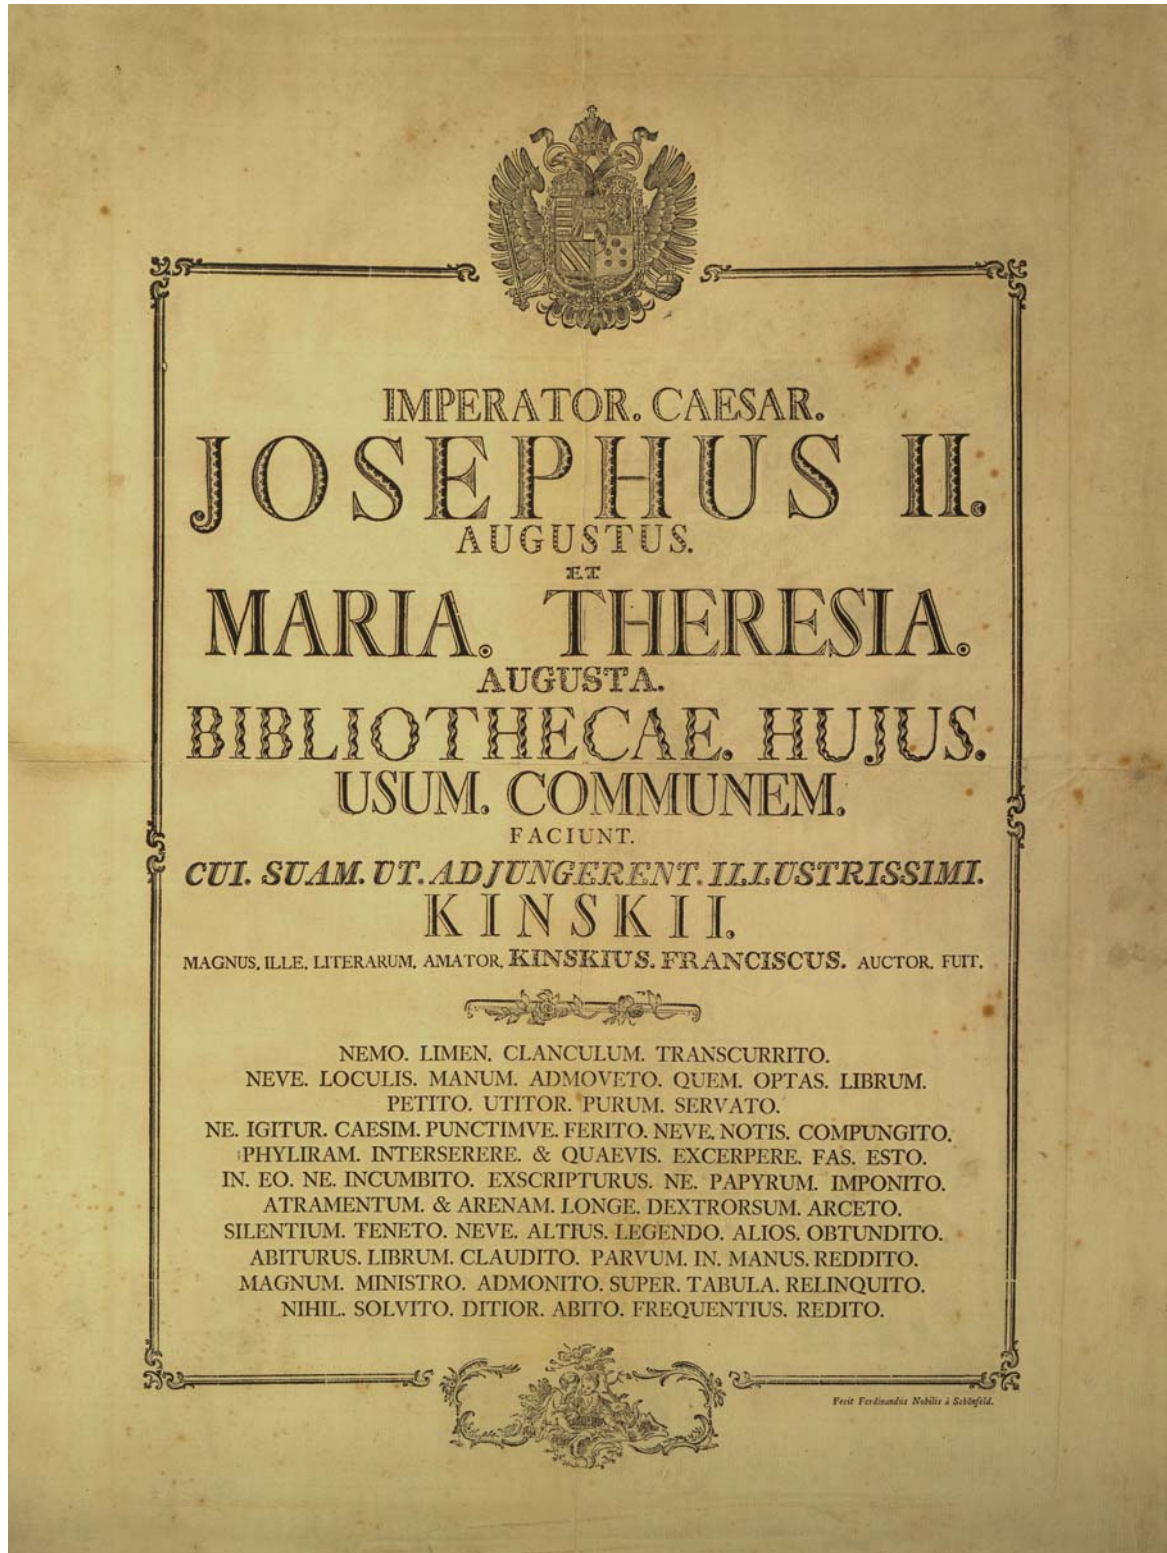 IMPERATOR. CAESAR.
JOSEPHUS II.
AUGUSTUS.
ET
MARIA. THERESIA.
AUGUSTA.
BIBLIOTHECAE. HUJUS.
USUM. COMMUNEM.
FACIUNT.
CUI. SUAM. UT. ADJUNGERENT. ILLUSTRISSIMI.
KINSKII.
MAGNUS. ILLE. LITERARUM. AMATOR. KINSKIUS. FRANCISCUS. AUCTOR. FUIT.
NEMO. LIMEN. CLANCULUM. TRANSCURRITO.
NEVE. LOCULIS. MANUM. ADMOVETO. QUEM. OPTAS. LIBRUM.
PETITO. UTITOR. PURUM. SERVATO.
NE. IGITUR. CAESIM. PUNCTIMVE. FERITO. NEVE. NOTIS. COMPUNGITO.
PHYLIRAM. INTERSERERE. & QUAEVIS. EXCERPERE. FAS. ESTO.
IN. EO. NE. INCUMBITO. EXSCRIPTURUS. NE. PAPYRUM. IMPONITO.
ATRAMENTUM. & ARENAM. LONGE. DEXTRORSUM. ARCETO.
SILENTIUM. TENETO. NEVE. ALTIUS. LEGENDO. ALIOS. OBTUNDITO.
ABITURUS. LIBRUM. CLAUDITO. PARVUM. IN. MANUS. REDDITO.
MAGNUM. MINISTRO. ADMONITO. SUPER. TABULA. RELINQUITO.
NIHIL. SOLVITO. DITIOR. ABITO. FREQUENTIUS. REDITO.
Fecit Ferdinandus Nobilis à Schönfeld.